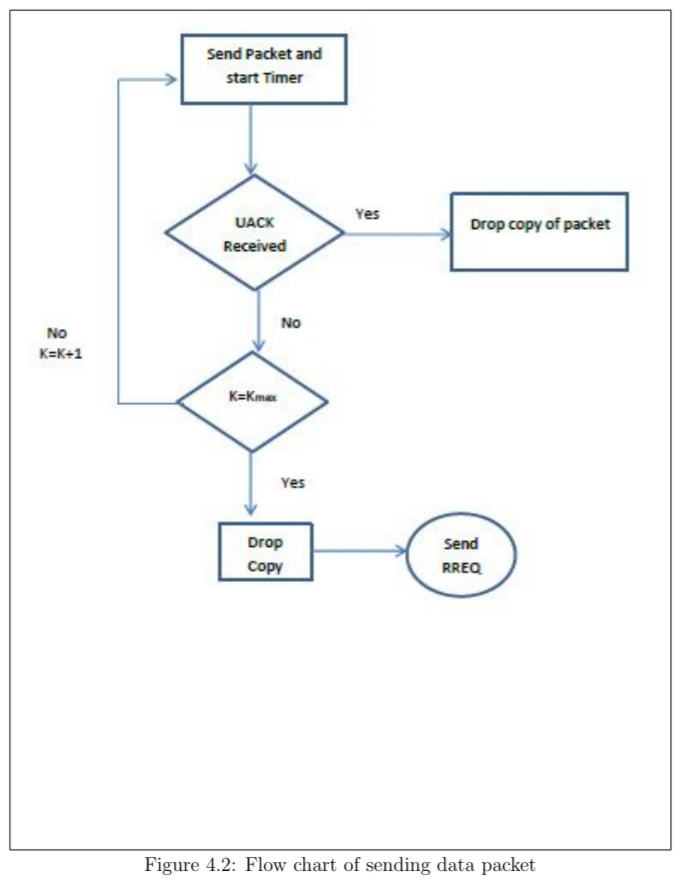 Send Packet and
start Timer
UACK
Received
Yes
Drop copy of packet
No
No
K=K+1
K=Kmax
Yes
Drop
Copy
Send
RREQ
Figure 4.2: Flow chart of sending data packet